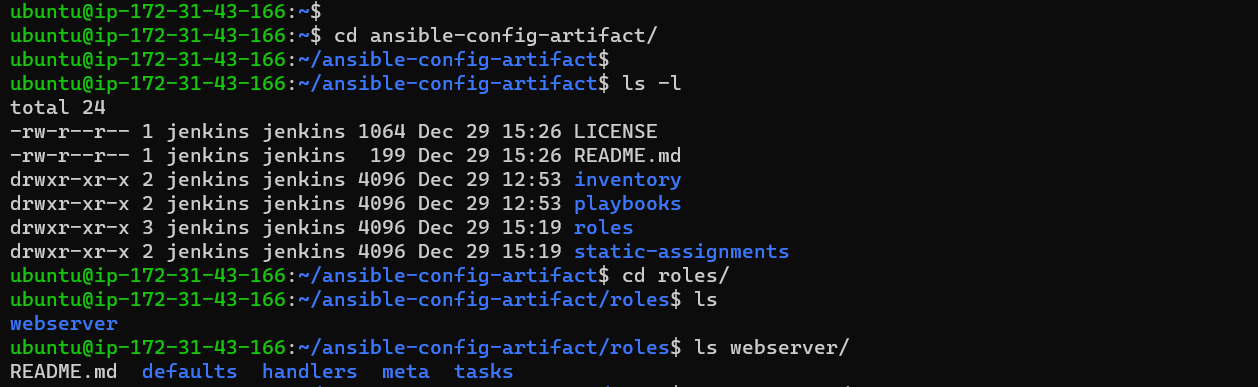 ubuntu@ip-172-31-43-166:~$
ubuntu@ip-172-31-43-166:~$ cd ansible-config-artifact/
ubuntu@ip-172-31-43-166:~/ansible-config-artifact$
ubuntu@ip-172-31-43-166:~/ansible-config-artifact$ ls -l
total 24
-rw-r--r-- 1 jenkins jenkins 1064 Dec 29 15:26 LICENSE
-rw-r--r-- 1 jenkins jenkins  199 Dec 29 15:26 README.md
drwxr-xr-x 2 jenkins jenkins 4096 Dec 29 12:53 inventory
drwxr-xr-x 2 jenkins jenkins 4096 Dec 29 12:53 playbooks
drwxr-xr-x 3 jenkins jenkins 4096 Dec 29 15:19 roles
drwxr-xr-x 2 jenkins jenkins 4096 Dec 29 15:19 static-assignments
ubuntu@ip-172-31-43-166:~/ansible-config-artifact$ cd roles/
ubuntu@ip-172-31-43-166:~/ansible-config-artifact/roles$ ls
webserver
ubuntu@ip-172-31-43-166:~/ansible-config-artifact/roles$ ls webserver/
README.md  defaults  handlers  meta  tasks